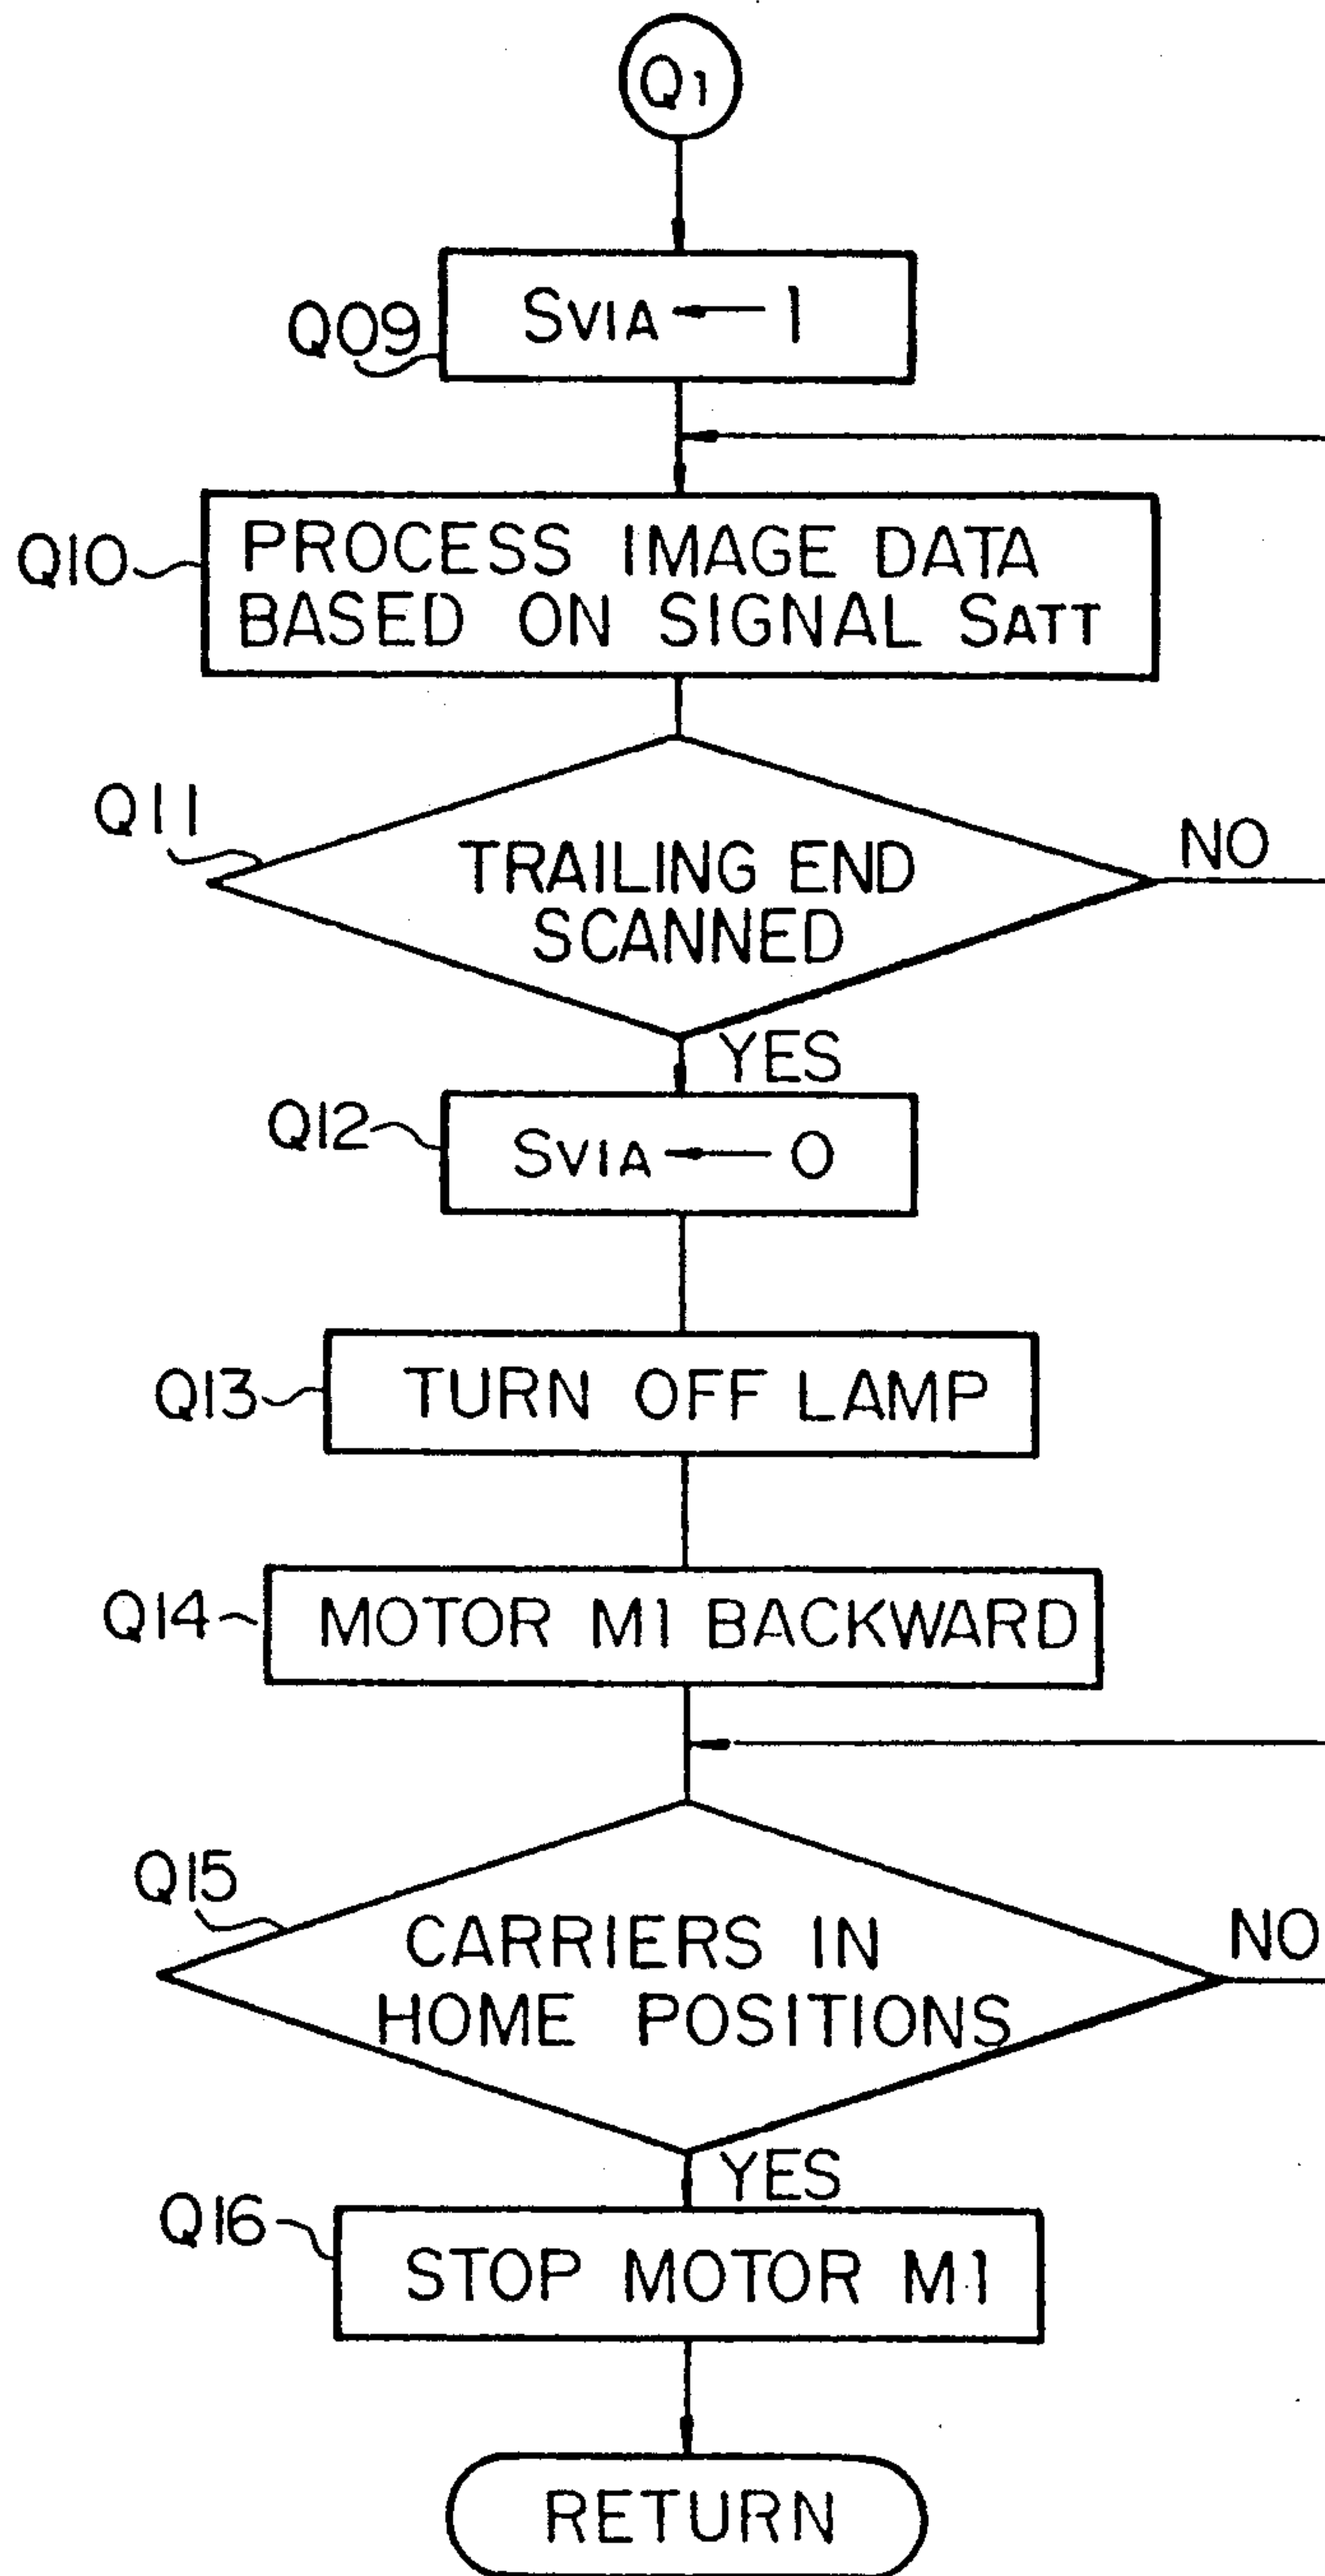 Q1
SVIA ← 1
Q09
PROCESS IMAGE DATA
BASED ON SIGNAL SATT
Q10
Q11
TRAILING END
SCANNED
NO
YES
Q12
SVIA ← 0
Q13
TURN OFF LAMP
Q14
MOTOR M1 BACKWARD
Q15
CARRIERS IN
HOME POSITIONS
NO
YES
Q16
STOP MOTOR M1
RETURN